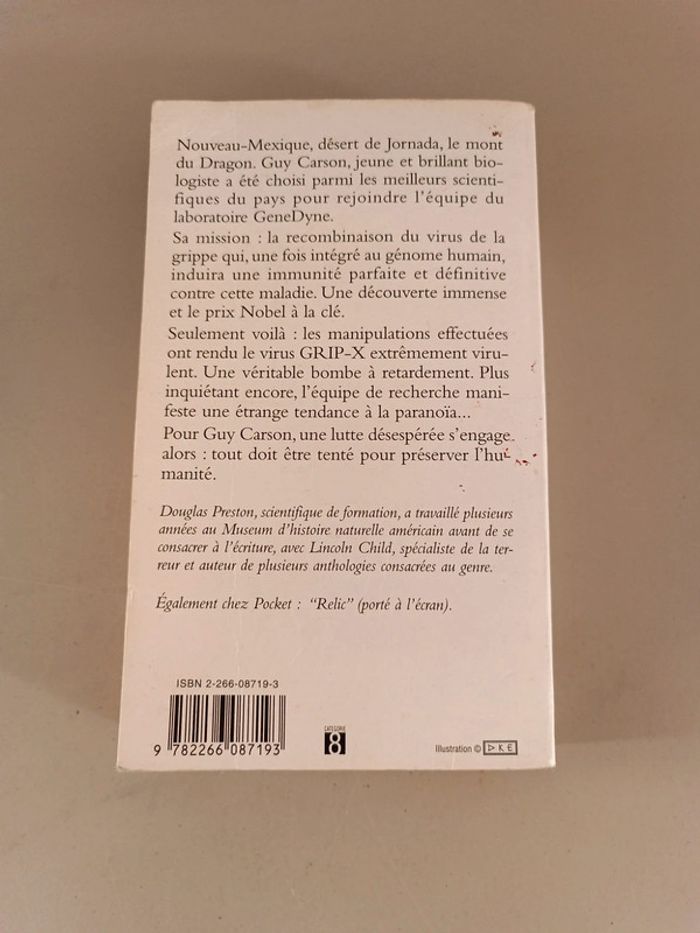 Nouveau-Mexique, désert de Jornada, le mont
du Dragon. Guy Carson, jeune et brillant bio-
logiste a été choisi parmi les meilleurs scienti-
fiques du pays pour rejoindre l'équipe du
laboratoire GeneDyne.
Sa mission : la recombinaison du virus de la
grippe qui, une fois intégré au génome humain,
induira une immunité parfaite et définitive
contre cette maladie. Une découverte immense
et le prix Nobel à la clé.
Seulement voilà : les manipulations effectuées
ont rendu le virus GRIP-X extrêmement viru-
lent. Une véritable bombe à retardement. Plus
inquiétant encore, l'équipe de recherche mani-
feste une étrange tendance à la paranoïa...
Pour Guy Carson, une lutte désespérée s'engage
alors : tout doit être tenté pour préserver l'hu-
manité.
Douglas Preston, scientifique de formation, a travaillé plusieurs
années au Museum d'histoire naturelle américain avant de se
consacrer à l'écriture, avec Lincoln Child, spécialiste de la ter-
reur et auteur de plusieurs anthologies consacrées au genre.
Également chez Pocket : "Relic" (porté à l'écran).
ISBN 2-266-08719-3
9 782266 087193
CATÉGORIE
8
Illustration © DKE